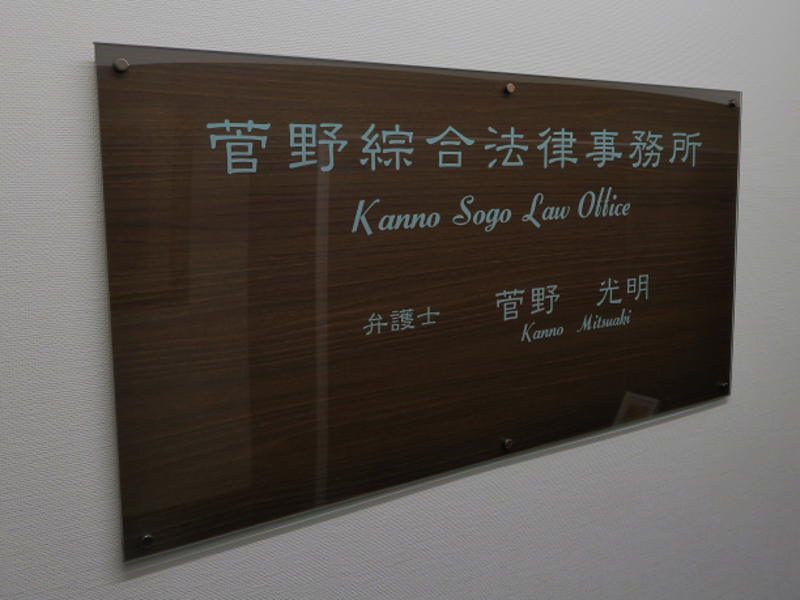 菅野綜合法律事務所
Kanno Sogo Law Office
弁護士 菅野 光明
Kanno Mitsuaki